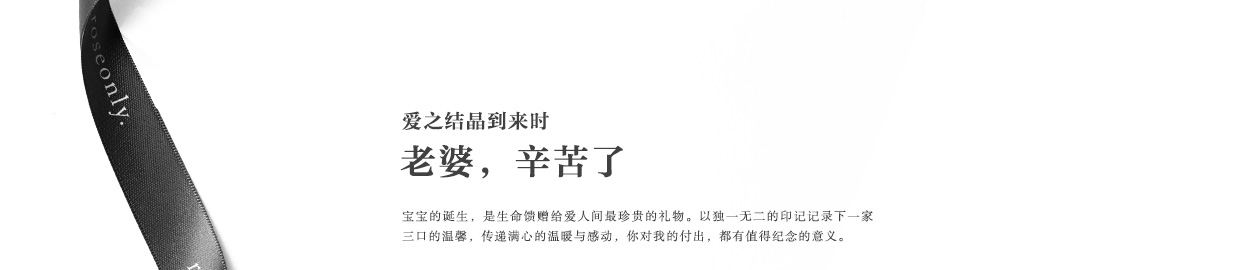 roseonly.
爱之结晶到来时
老婆，辛苦了
宝宝的诞生，是生命馈赠给爱人间最珍贵的礼物。以独一无二的印记记录下一家
三口的温馨，传递满心的温暖与感动，你对我的付出，都有值得纪念的意义。